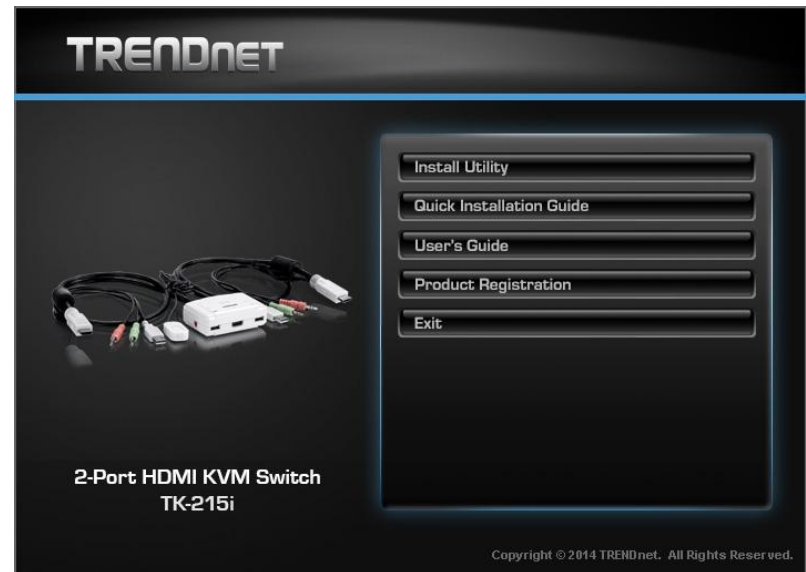 TRENDnet
Install Utility
Quick Installation Guide
User's Guide
Product Registration
Exit
2-Port HDMI KVM Switch
TK-215i
Copyright © 2014 TRENDnet. All Rights Reserved.